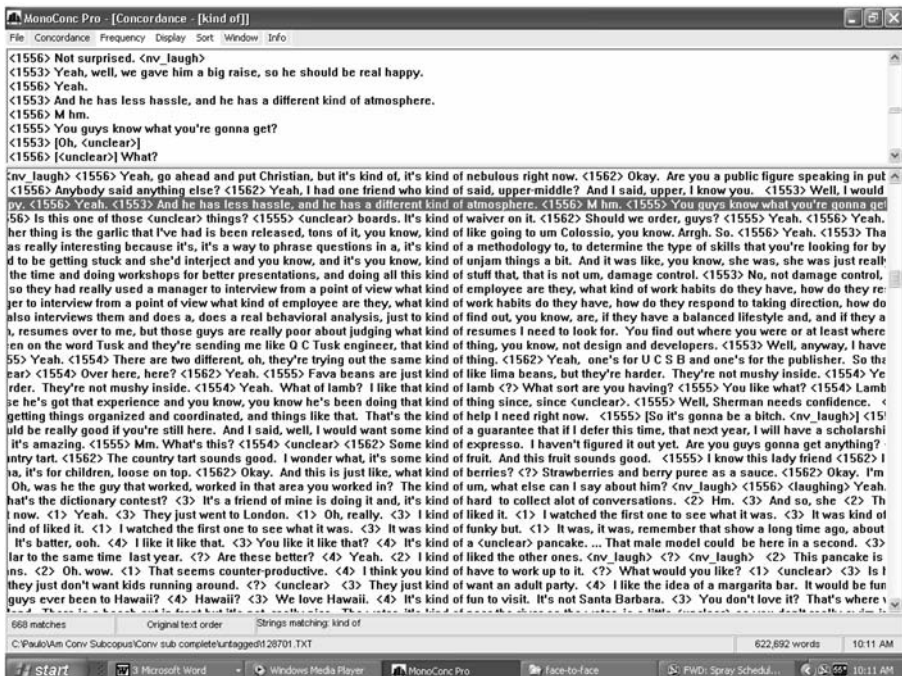 MonoConc Pro - [Concordance - [kind of]]
File Concordance Frequency Display Sort Window Info
<1556> Not surprised. <nv_laugh>
<1553> Yeah, well, we gave him a big raise, so he should be real happy.
<1556> Yeah.
<1553> And he has less hassle, and he has a different kind of atmosphere.
<1556> M hm.
<1555> You guys know what you're gonna get?
<1553> [Oh, <unclear>]
<1556> [<unclear>] What?
<nv_laugh> <1556> Yeah, go ahead and put Christian, but it's kind of, it's kind of nebulous right now. <1562> Okay. Are you a public figure speaking in put
<1556> Anybody said anything else? <1562> Yeah, I had one friend who kind of said, upper-middle? And I said, upper, I know you. <1553> Well, I would
py. <1556> Yeah. <1553> And he has less hassle, and he has a different kind of atmosphere. <1556> M hm. <1555> You guys know what you're gonna get
56> Is this one of those <unclear> things? <1555> <unclear> boards. It's kind of waiver on it. <1562> Should we order, guys? <1555> Yeah. <1556> Yeah.
her thing is the garlic that I've had is been released, tons of it, you know, kind of like going to um Colossio, you know. Arrgh. So. <1556> Yeah. <1553> Tha
as really interesting because it's, it's a way to phrase questions in a, it's kind of a methodology to, to determine the type of skills that you're looking for by
d to be getting stuck and she'd interject and you know, and it's you know, kind of unjam things a bit. And it was like, you know, she was, she was just reall
the time and doing workshops for better presentations, and doing all this kind of stuff that, that is not um, damage control. <1553> No, not damage control,
so they had really used a manager to interview from a point of view what kind of employee are they, what kind of work habits do they have, how do they re
ger to interview from a point of view what kind of employee are they, what kind of work habits do they have, how do they respond to taking direction, how do
also interviews them and does a, does a real behavioral analysis, just to kind of find out, you know, are, if they have a balanced lifestyle and, and if they a
n, resumes over to me, but those guys are really poor about judging what kind of resumes I need to look for. You find out where you were or at least where
een on the word Tusk and they're sending me like Q C Tusk engineer, that kind of thing, you know, not design and developers. <1553> Well, anyway, I have
55> Yeah. <1554> There are two different, oh, they're trying out the same kind of thing. <1562> Yeah, one's for U C S B and one's for the publisher. So tha
ear> <1554> Over here, here? <1562> Yeah. <1555> Fava beans are just kind of like lima beans, but they're harder. They're not mushy inside. <1554> Ye
rder. They're not mushy inside. <1554> Yeah. What of lamb? I like that kind of lamb <?> What sort are you having? <1555> You like what? <1554> Lamb
se he's got that experience and you know, you know he's been doing that kind of thing since, since <unclear>. <1555> Well, Sherman needs confidence. <
getting things organized and coordinated, and things like that. That's the kind of help I need right now. <1555> [So it's gonna be a bitch. <nv_laugh>] <15
uld be really good if you're still here. And I said, well, I would want some kind of a guarantee that if I defer this time, that next year, I will have a scholarshi
it's amazing. <1555> Mm. What's this? <1554> <unclear> <1562> Some kind of expresso. I haven't figured it out yet. Are you guys gonna get anything?
ntry tart. <1562> The country tart sounds good. I wonder what, it's some kind of fruit. And this fruit sounds good. <1555> I know this lady friend <1562> I
na, it's for children, loose on top. <1562> Okay. And this is just like, what kind of berries? <?> Strawberries and berry puree as a sauce. <1562> Okay. I'm
Oh, was he the guy that worked, worked in that area you worked in? The kind of um, what else can I say about him? <nv_laugh> <1556> <laughing> Yeah.
hat's the dictionary contest? <3> It's a friend of mine is doing it and, it's kind of hard to collect alot of conversations. <2> Hm. <3> And so, she <2> Th
t now. <1> Yeah. <3> They just went to London. <1> Oh, really. <3> I kind of liked it. <1> I watched the first one to see what it was. <3> It was kind of
ind of liked it. <1> I watched the first one to see what it was. <3> It was kind of funky but. <1> It was, it was, remember that show a long time ago, about
It's batter, ooh. <4> I like it like that. <3> You like it like that? <4> It's kind of a <unclear> pancake. ... That male model could be here in a second. <3>
lar to the same time last year. <?> Are these better? <4> Yeah. <2> I kind of liked the other ones. <nv_laugh> <?> <nv_laugh> <2> This pancake is
ns. <2> Oh. wow. <1> That seems counter-productive. <4> I think you kind of have to work up to it. <?> What would you like? <1> <unclear> <3> Is
they just don't want kids running around. <?> <unclear> <3> They just kind of want an adult party. <4> I like the idea of a margarita bar. It would be fun
guys ever been to Hawaii? <4> Hawaii? <3> We love Hawaii. <4> It's kind of fun to visit. It's not Santa Barbara. <3> You don't love it? That's where
668 matches Original text order Strings matching: kind of
C:\Paulo\Am Conv Subcopus\Conv sub complete\untagged\128701.TXT 622,692 words 10:11 AM
start 3 Microsoft Word Windows Media Player MonoConc Pro face-to-face FWD: Spray Schedul... 10:11 AM